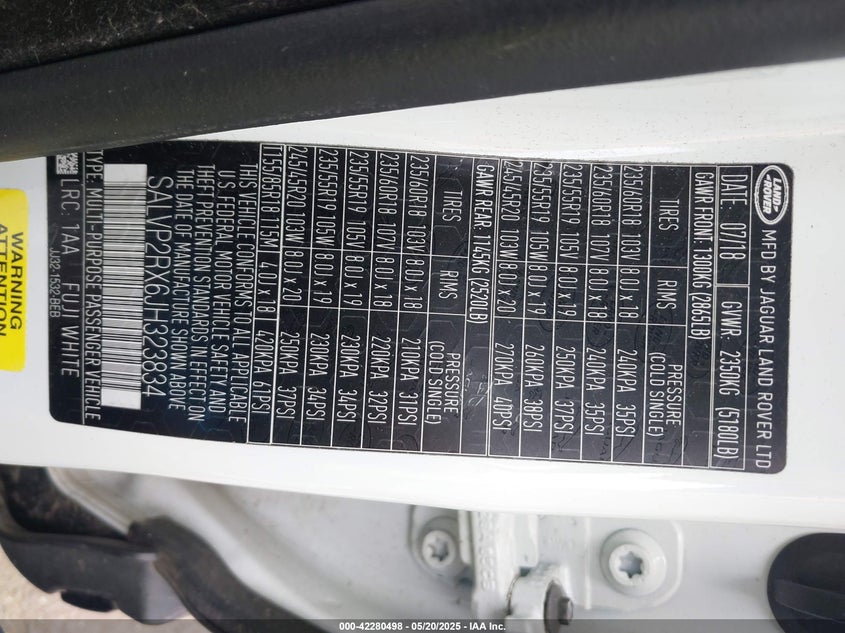 LAND ROVER MFD BY JAGUAR LAND ROVER LTD
DATE: 07/18 GVWR: 2350KG (5180LB)
GAWR FRONT: 1300KG (2865LB)
TIRES RIMS PRESSURE (COLD SINGLE)
235/60R18 103V 8.0J x 18 240KPA 35PSI
235/60R18 107V 8.0J x 18 240KPA 35PSI
235/55R19 105V 8.0J x 19 250KPA 37PSI
235/55R19 105W 8.0J x 19 260KPA 38PSI
245/45R20 103W 8.0J x 20 270KPA 40PSI
GAWR REAR: 1145KG (2520LB)
TIRES RIMS PRESSURE (COLD SINGLE)
235/60R18 103V 8.0J x 18 210KPA 31PSI
235/60R18 107V 8.0J x 18 220KPA 32PSI
235/55R19 105V 8.0J x 19 230KPA 34PSI
235/55R19 105W 8.0J x 19 230KPA 34PSI
245/45R20 103W 8.0J x 20 250KPA 37PSI
T155/85R18 115M 4.0J x 18 420KPA 61PSI
THIS VEHICLE CONFORMS TO ALL APPLICABLE
U.S. FEDERAL MOTOR VEHICLE SAFETY AND
THEFT PREVENTION STANDARDS IN EFFECT ON
THE DATE OF MANUFACTURE SHOWN ABOVE
SALVP2RX6JH323834
TYPE: MULTI-PURPOSE PASSENGER VEHICLE
LRC: 1AA FUJI WHITE
JJ32-1532-BEB
WARNING
ATTENTION
000-42280498 - 05/20/2025 - IAA Inc.